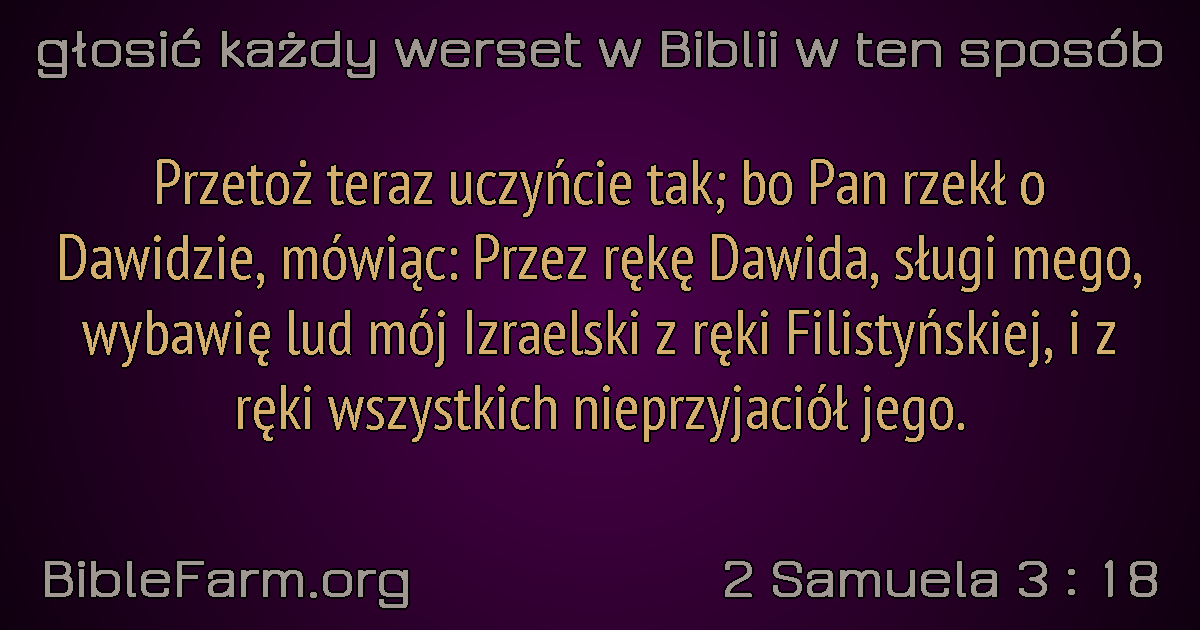 głosić każdy werset w Biblii w ten sposób
Przetoż teraz uczyńcie tak; bo Pan rzekł o
Dawidzie, mówiąc: Przez rękę Dawida, sługi mego,
wybawię lud mój Izraelski z ręki Filistyńskiej, i z
ręki wszystkich nieprzyjaciół jego.
BibleFarm.org
2 Samuela 3 : 18